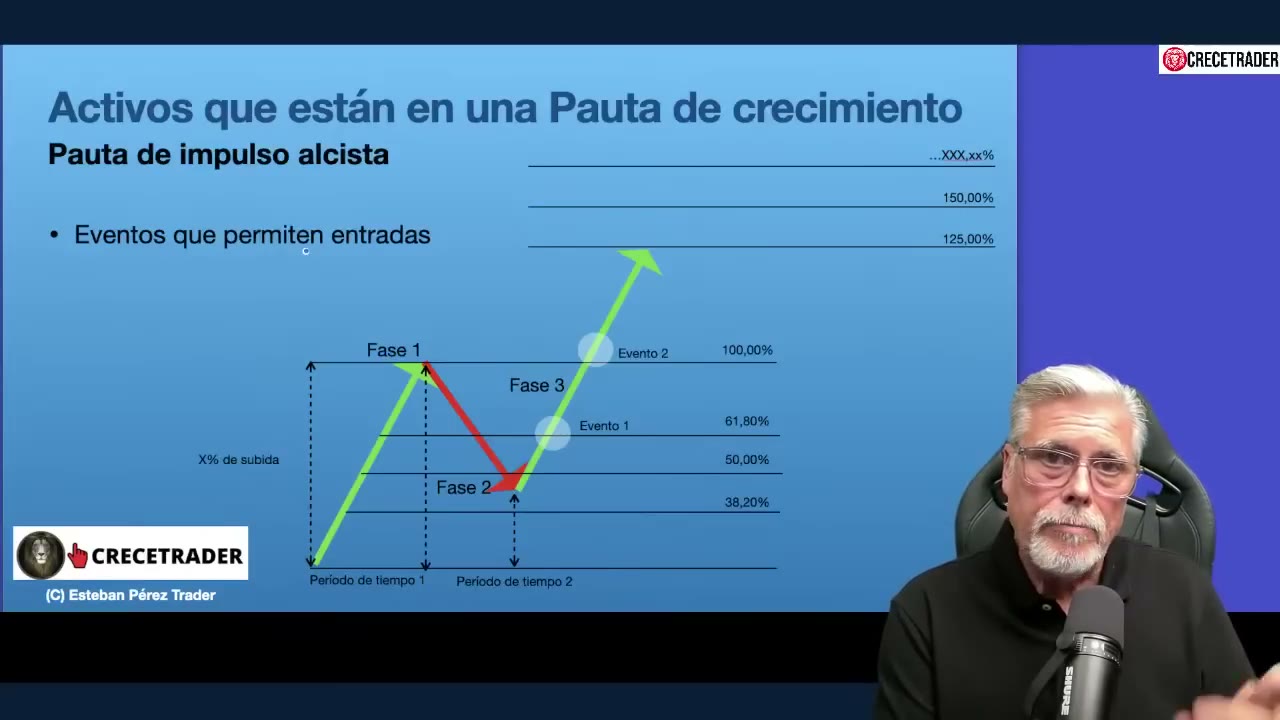 CRECETRADER
Activos que están en una Pauta de crecimiento
Pauta de impulso alcista
...XXX,xx%
150,00%
• Eventos que permiten entradas
125,00%
Fase 1
Evento 2
100,00%
Fase 3
Evento 1
61,80%
X% de subida
50,00%
Fase 2
38,20%
CRECETRADER
Período de tiempo 1
Período de tiempo 2
(C) Esteban Pérez Trader
SHURE